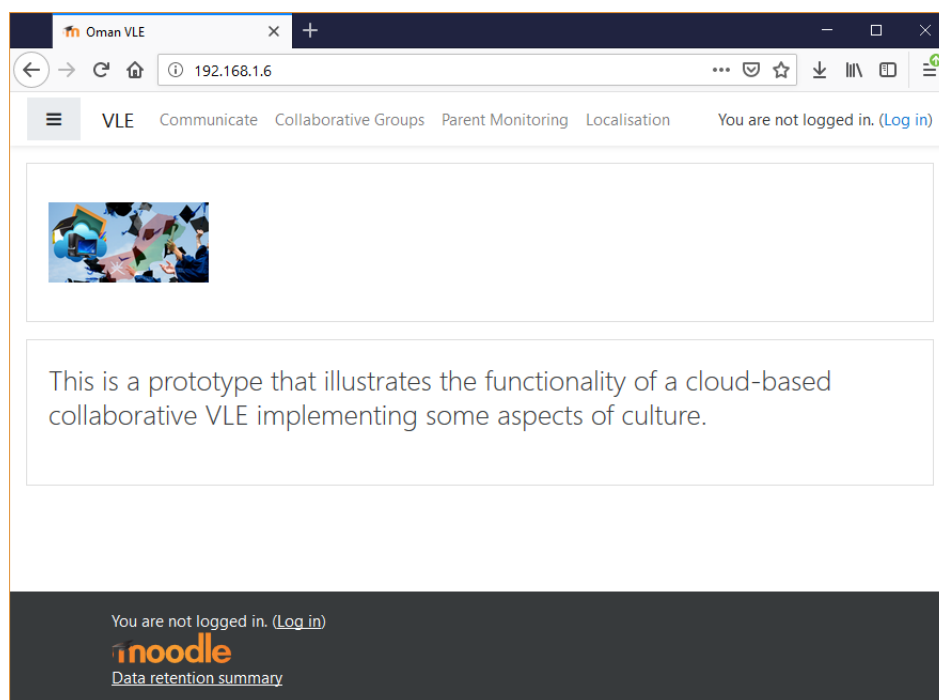 Oman VLE
192.168.1.6
VLE Communicate Collaborative Groups Parent Monitoring Localisation You are not logged in. (Log in)
This is a prototype that illustrates the functionality of a cloud-based
collaborative VLE implementing some aspects of culture.
You are not logged in. (Log in)
moodle
Data retention summary